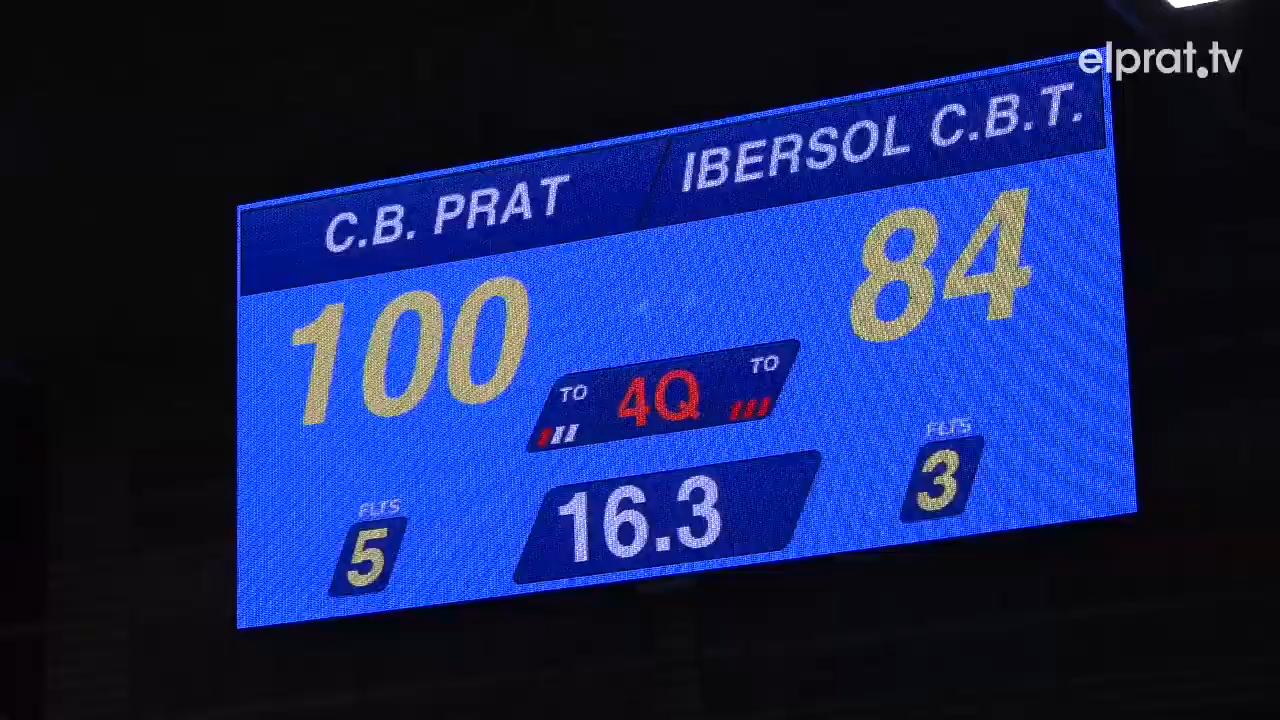 elprat.tv
C.B. PRAT
IBERSOL C.B.T.
100
84
TO
4Q
TO
FLTS
5
16.3
FLTS
3